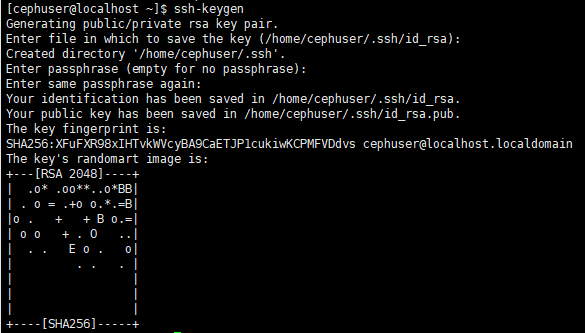 [cephuser@localhost ~]$ ssh-keygen
Generating public/private rsa key pair.
Enter file in which to save the key (/home/cephuser/.ssh/id_rsa):
Created directory '/home/cephuser/.ssh'.
Enter passphrase (empty for no passphrase):
Enter same passphrase again:
Your identification has been saved in /home/cephuser/.ssh/id_rsa.
Your public key has been saved in /home/cephuser/.ssh/id_rsa.pub.
The key fingerprint is:
SHA256:XFuFXR98xIHTvkWVcyBA9CaETJP1cukiwKCPMFVDdvs cephuser@localhost.localdomain
The key's randomart image is:
+---[RSA 2048]----+
|  .o* .oo**..o*BB|
| . o = .+o o.*.=B|
|o .   +   + B o.=|
| o o   + . O   ..|
|  . .   E o .   o|
|         . .   . |
|                 |
|                 |
|                 |
+----[SHA256]-----+